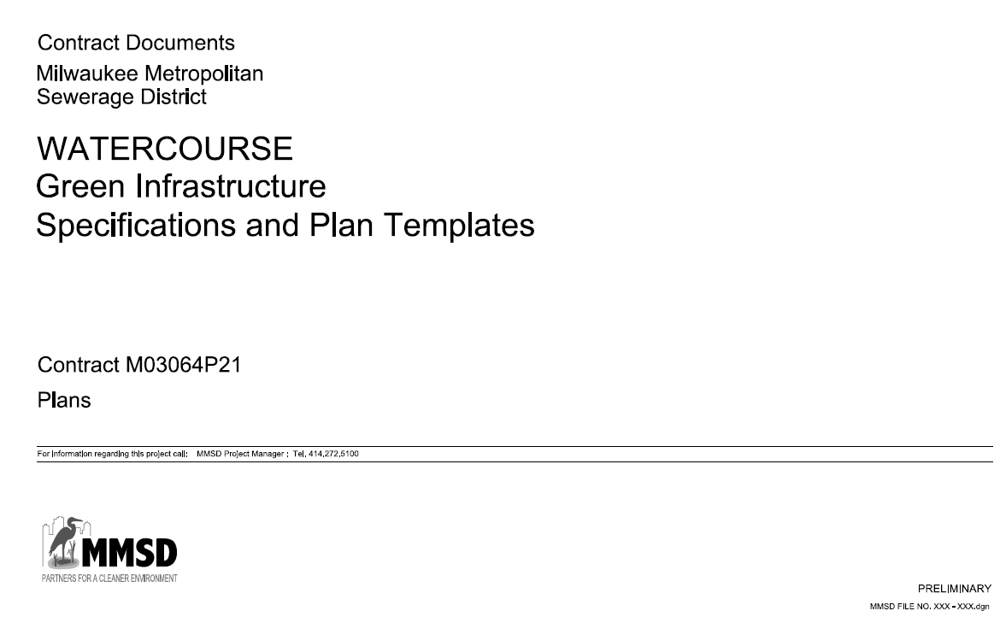 Contract Documents
Milwaukee Metropolitan
Sewerage District
WATERCOURSE
Green Infrastructure
Specifications and Plan Templates
Contract M03064P21
Plans
For information regarding this project call: MMSD Project Manager : Tel. 414.272.5100
MMSD
PARTNERS FOR A CLEANER ENVIRONMENT
PRELIMINARY
MMSD FILE NO. XXX - XXX.dgn